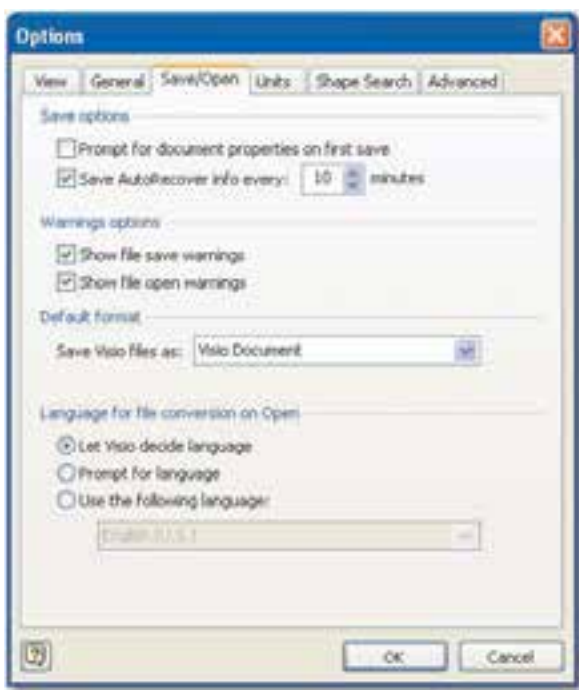 Options
View General Save/Open Units Shape Search Advanced
Save options
Prompt for document properties on first save
Save AutoRecover info every: 10 minutes
Warnings options
Show file save warnings
Show file open warnings
Default format
Save Visio files as: Visio Document
Language for file conversion on Open
Let Visio decide language
Prompt for language
Use the following language:
English (U.S.)
OK Cancel